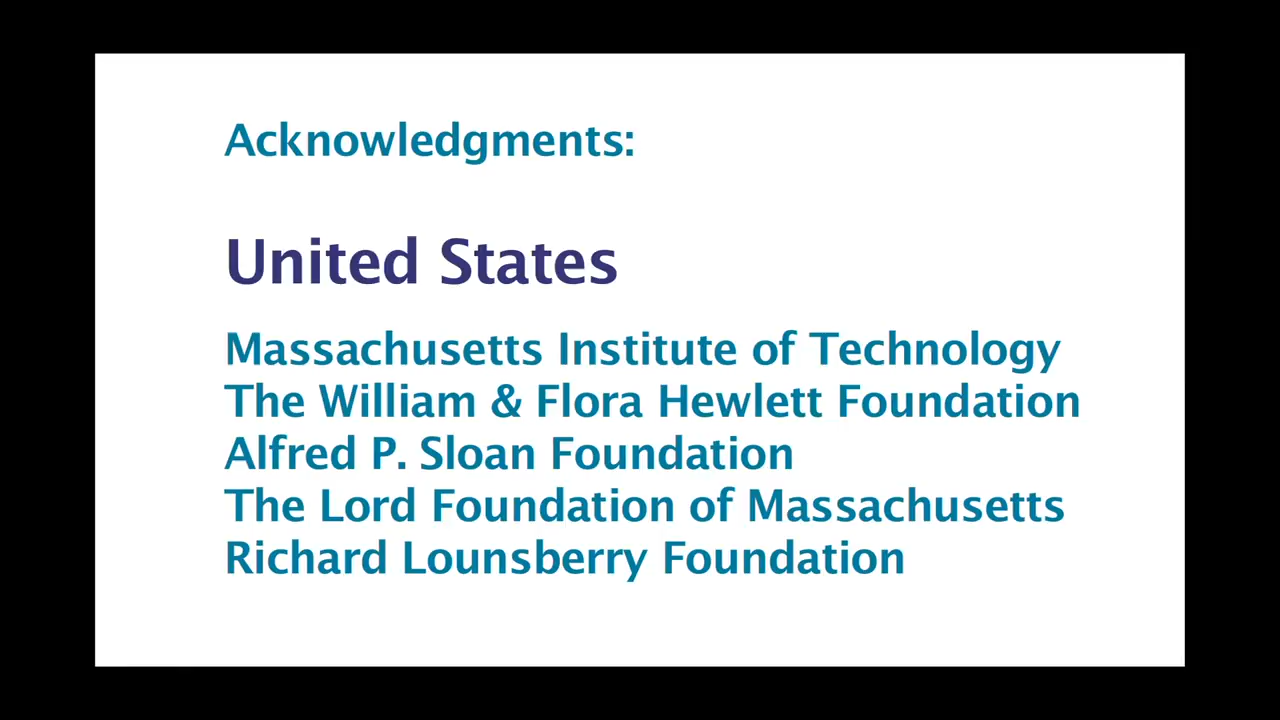 Acknowledgments:
United States
Massachusetts Institute of Technology
The William & Flora Hewlett Foundation
Alfred P. Sloan Foundation
The Lord Foundation of Massachusetts
Richard Lounsberry Foundation